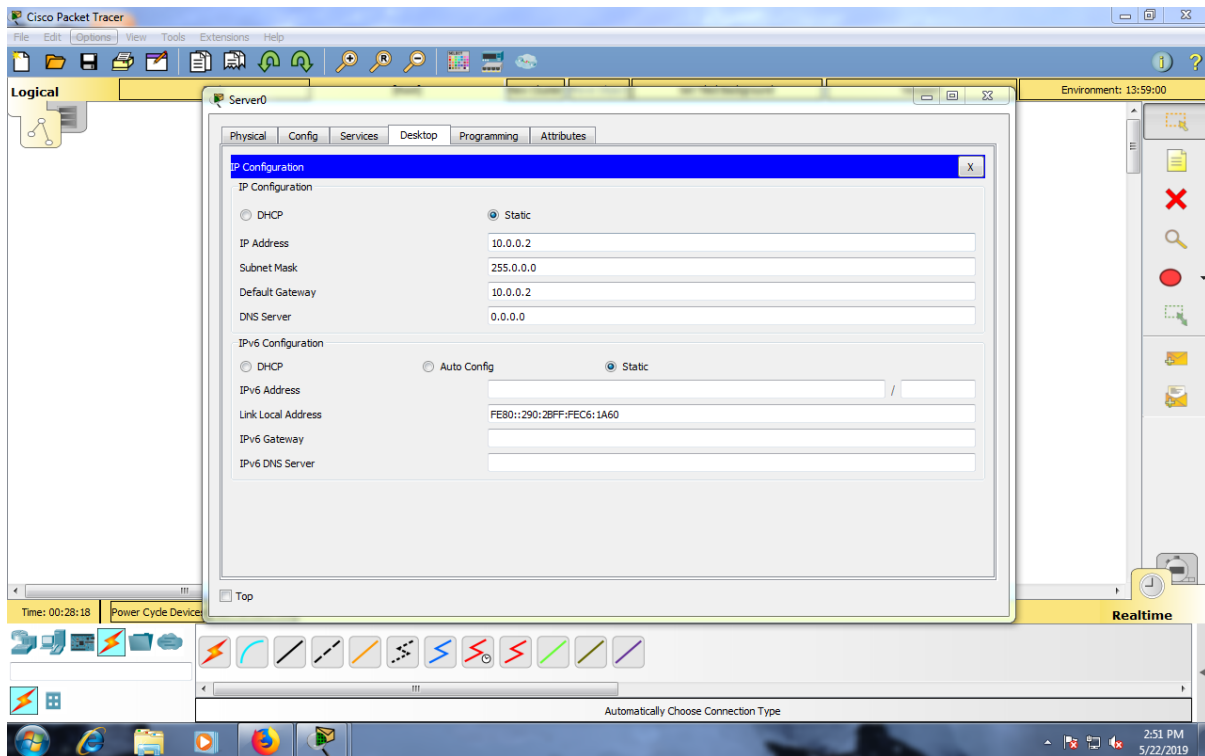 Cisco Packet Tracer
File Edit Options View Tools Extensions Help
Logical
Environment: 13:59:00
Server0
Physical Config Services Desktop Programming Attributes
IP Configuration X
IP Configuration
DHCP Static
IP Address 10.0.0.2
Subnet Mask 255.0.0.0
Default Gateway 10.0.0.2
DNS Server 0.0.0.0
IPv6 Configuration
DHCP Auto Config Static
IPv6 Address /
Link Local Address FE80::290:2BFF:FEC6:1A60
IPv6 Gateway
IPv6 DNS Server
Top
Time: 00:28:18 Power Cycle Device
Realtime
Automatically Choose Connection Type
2:51 PM
5/22/2019